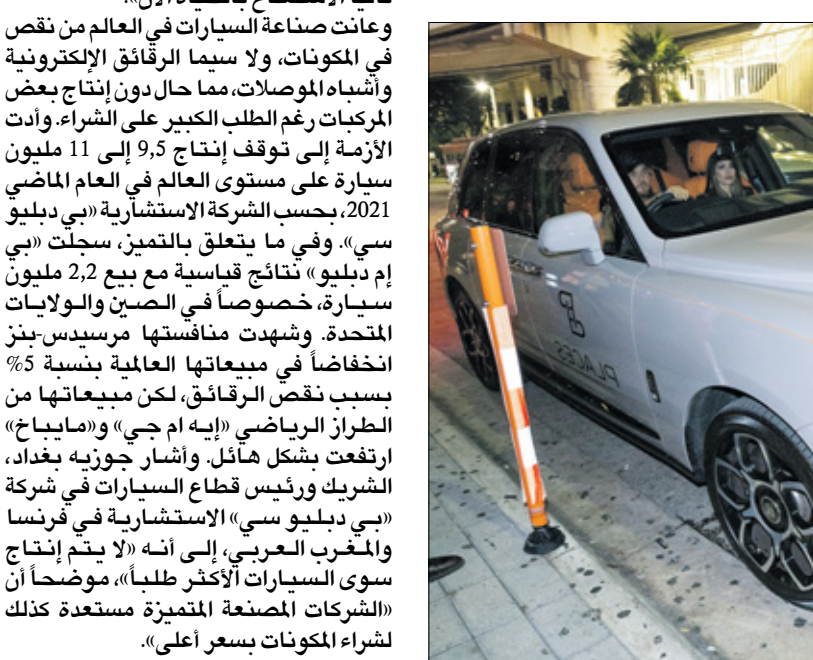 وعانت صناعة السيارات في العالم من نقص
في المكونات، ولا سيما الرقائق الإلكترونية
وأشباه الموصلات، مما حال دون إنتاج بعض
المركبات رغم الطلب الكبير على الشراء. وأدت
الأزمة إلى توقف إنتاج 9,5 إلى 11 مليون
سيارة على مستوى العالم في العام الماضي
2021، بحسب الشركة الاستشارية «بي دبليو
سي». وفي ما يتعلق بالتميز، سجلت «بي
إم دبليو» نتائج قياسية مع بيع 2,2 مليون
سيارة، خصوصاً في الصين والولايات
المتحدة. وشهدت منافستها مرسيدس-بنز
انخفاضاً في مبيعاتها العالمية بنسبة 5%
بسبب نقص الرقائق، لكن مبيعاتها من
الطراز الرياضي «إيه ام جي» و«مايباخ»
ارتفعت بشكل هائل. وأشار جوزيه بغداد،
الشريك ورئيس قطاع السيارات في شركة
«بي دبليو سي» الاستشارية في فرنسا
والمغرب العربي، إلى أنه «لا يتم إنتاج
سوى السيارات الأكثر طلباً»، موضحاً أن
«الشركات المصنعة المتميزة مستعدة كذلك
لشراء المكونات بسعر أعلى».
PLACES